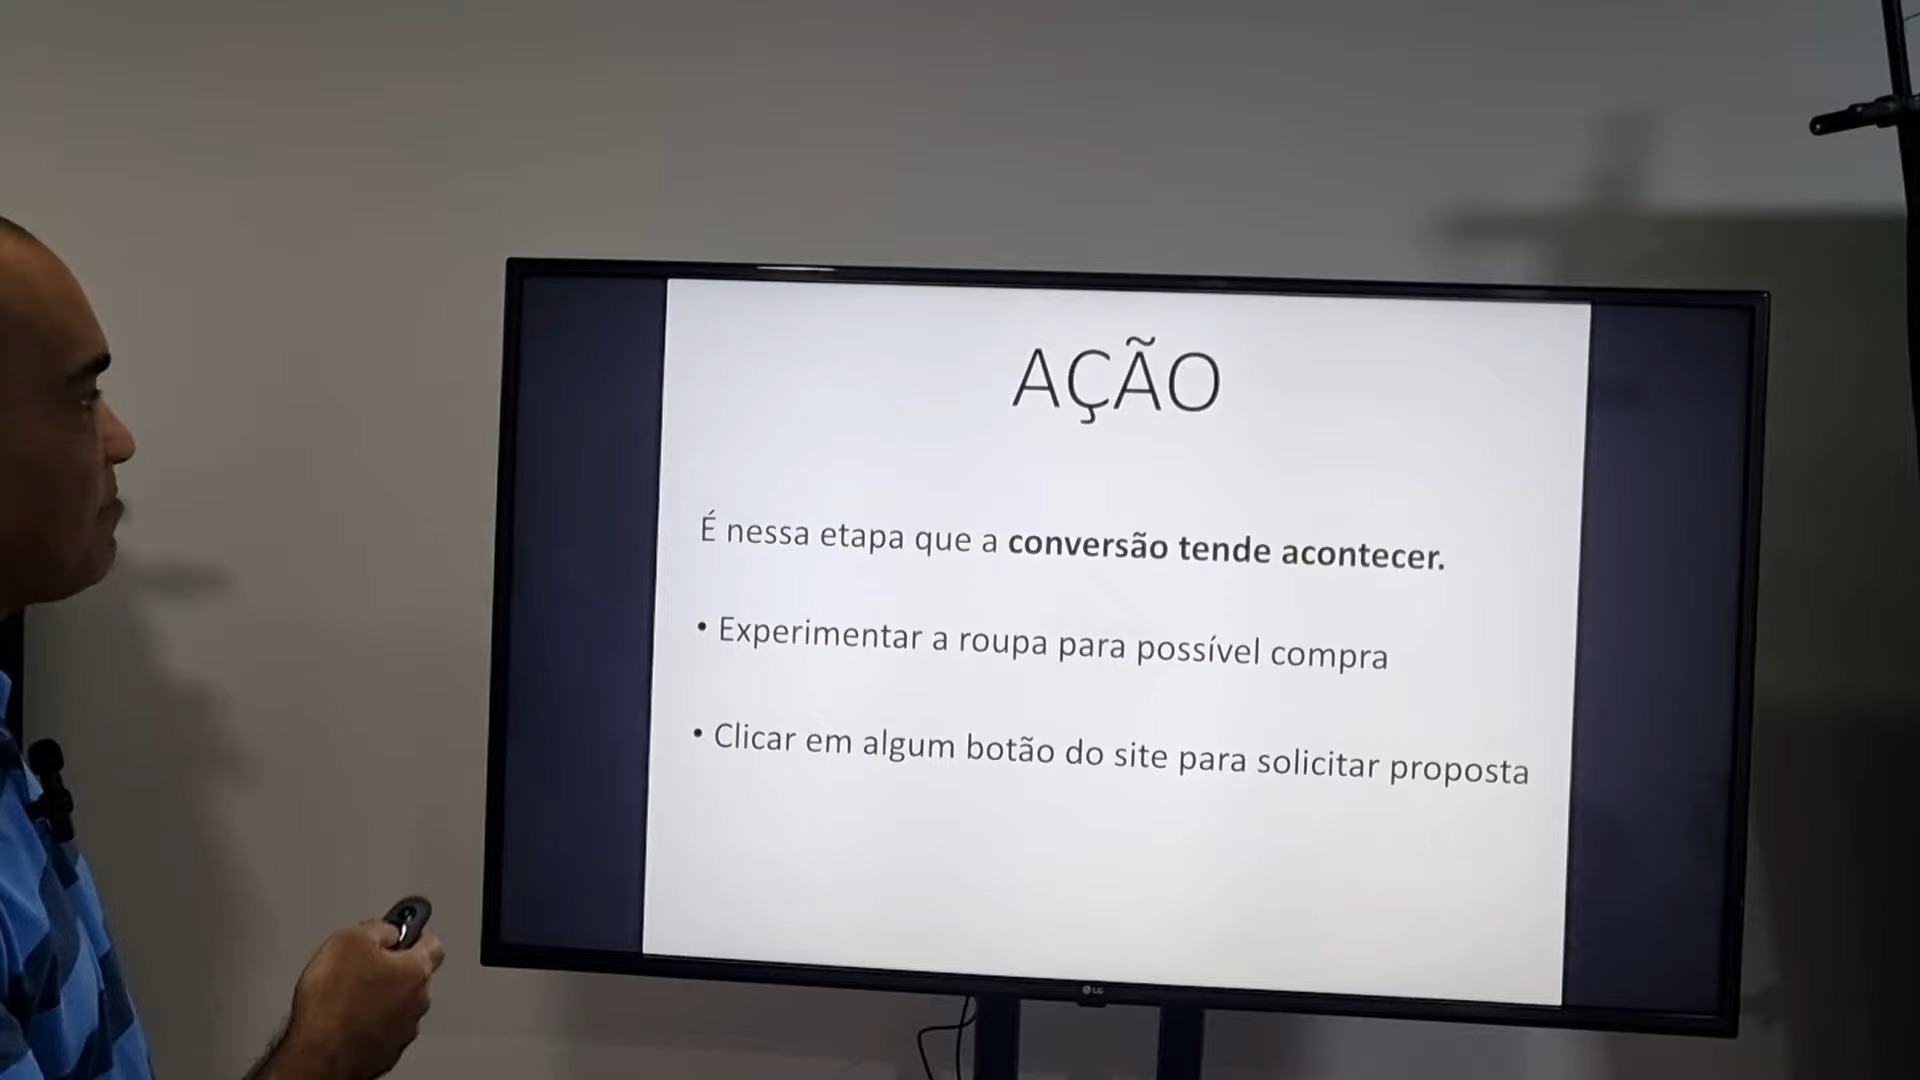 AÇÃO
É nessa etapa que a conversão tende acontecer.
• Experimentar a roupa para possível compra
• Clicar em algum botão do site para solicitar proposta
LG